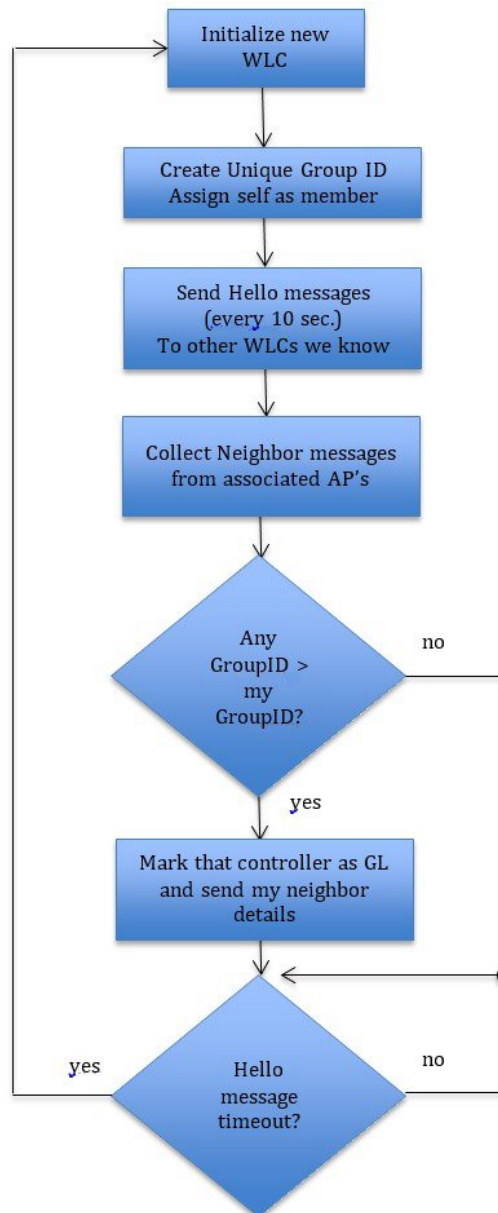 Initialize new
WLC
Create Unique Group ID
Assign self as member
Send Hello messages
(every 10 sec.)
To other WLCs we know
Collect Neighbor messages
from associated AP's
Any
GroupID >
my
GroupID?
no
yes
Mark that controller as GL
and send my neighbor
details
yes
Hello
message
timeout?
no